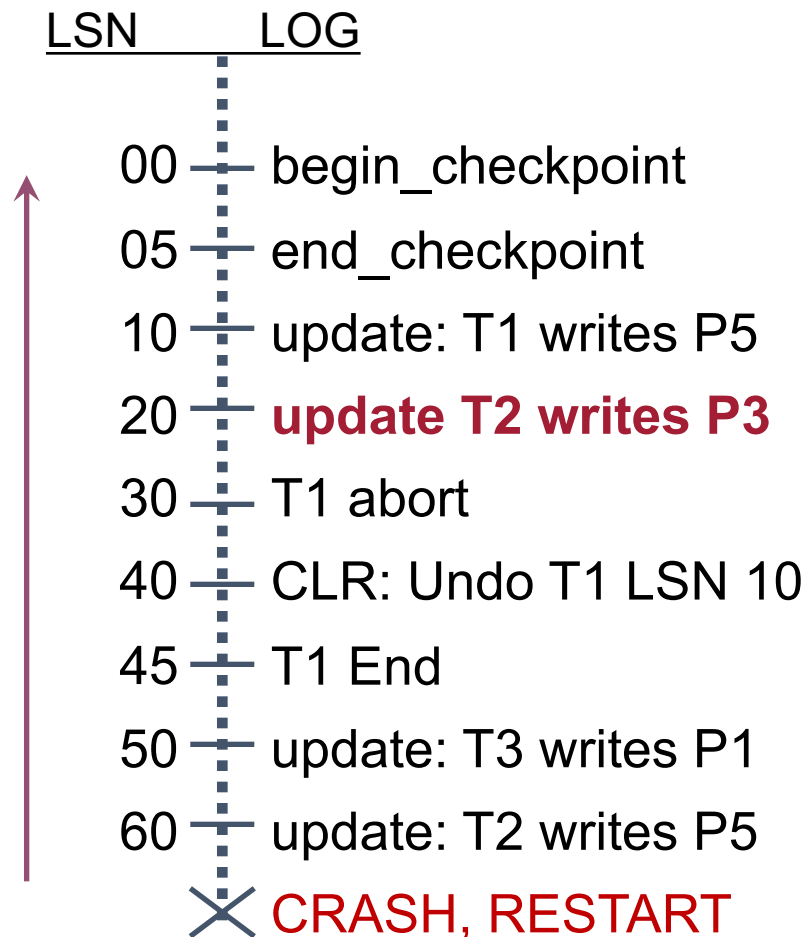 LSN LOG
00 begin_checkpoint
05 end_checkpoint
10 update: T1 writes P5
20 update T2 writes P3
30 T1 abort
40 CLR: Undo T1 LSN 10
45 T1 End
50 update: T3 writes P1
60 update: T2 writes P5
CRASH, RESTART